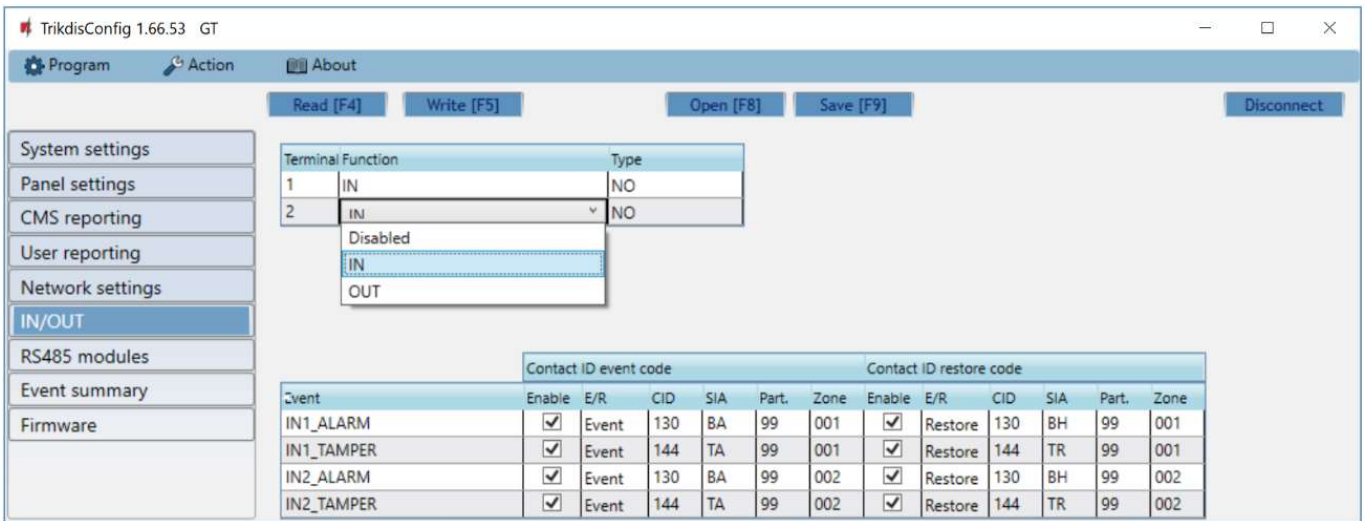 TrikdisConfig 1.66.53 GT
Program Action About
Read [F4] Write [F5] Open [F8] Save [F9] Disconnect
System settings
Panel settings
CMS reporting
User reporting
Network settings
IN/OUT
RS485 modules
Event summary
Firmware
Terminal Function Type
1 IN NO
2 IN NO
Disabled
IN
OUT
Contact ID event code Contact ID restore code
Event Enable E/R CID SIA Part. Zone Enable E/R CID SIA Part. Zone
IN1_ALARM Event 130 BA 99 001 Restore 130 BH 99 001
IN1_TAMPER Event 144 TA 99 001 Restore 144 TR 99 001
IN2_ALARM Event 130 BA 99 002 Restore 130 BH 99 002
IN2_TAMPER Event 144 TA 99 002 Restore 144 TR 99 002